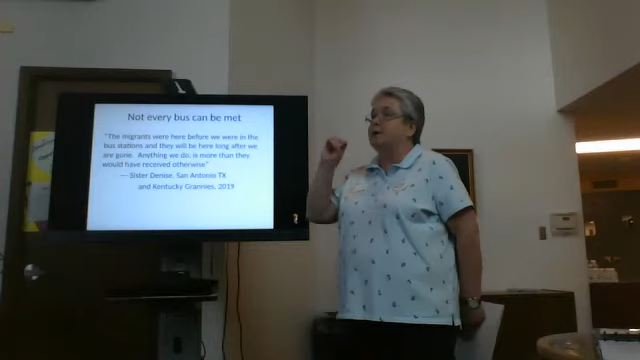 Not every bus can be met
"The migrants were here before we were in the
bus stations and they will be here long after we
are gone. Anything we do, is more than they
would have received otherwise"
— Sister Denise, San Antonio TX
and Kentucky Grannies, 2019